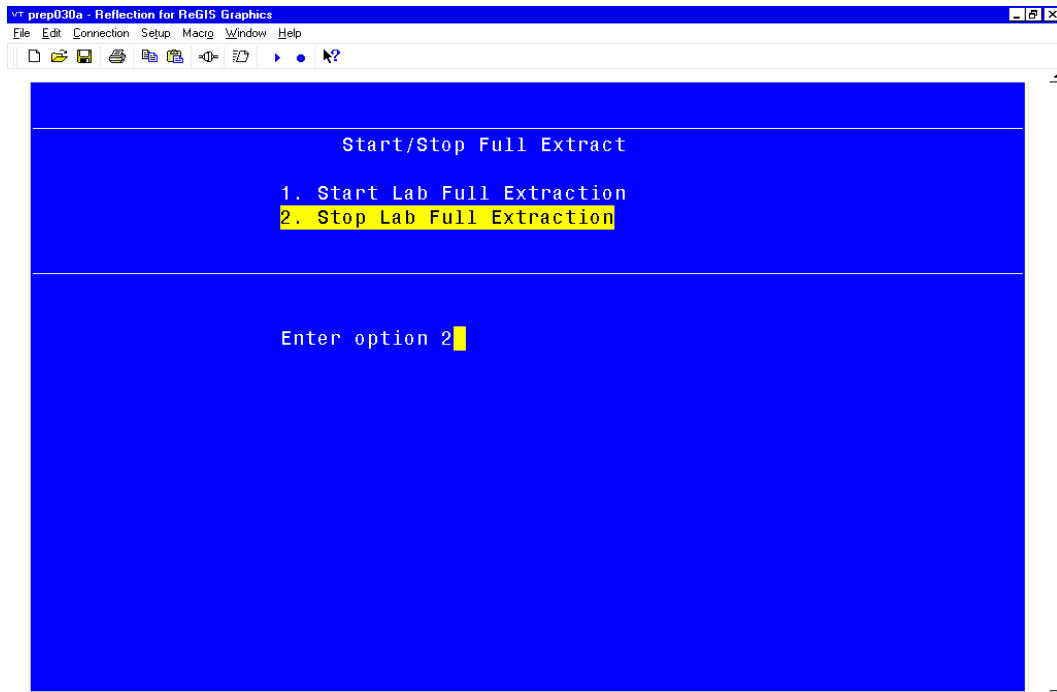 VT prep030a - Reflection for ReGIS Graphics
File Edit Connection Setup Macro Window Help
Start/Stop Full Extract
1. Start Lab Full Extraction
2. Stop Lab Full Extraction
Enter option 2